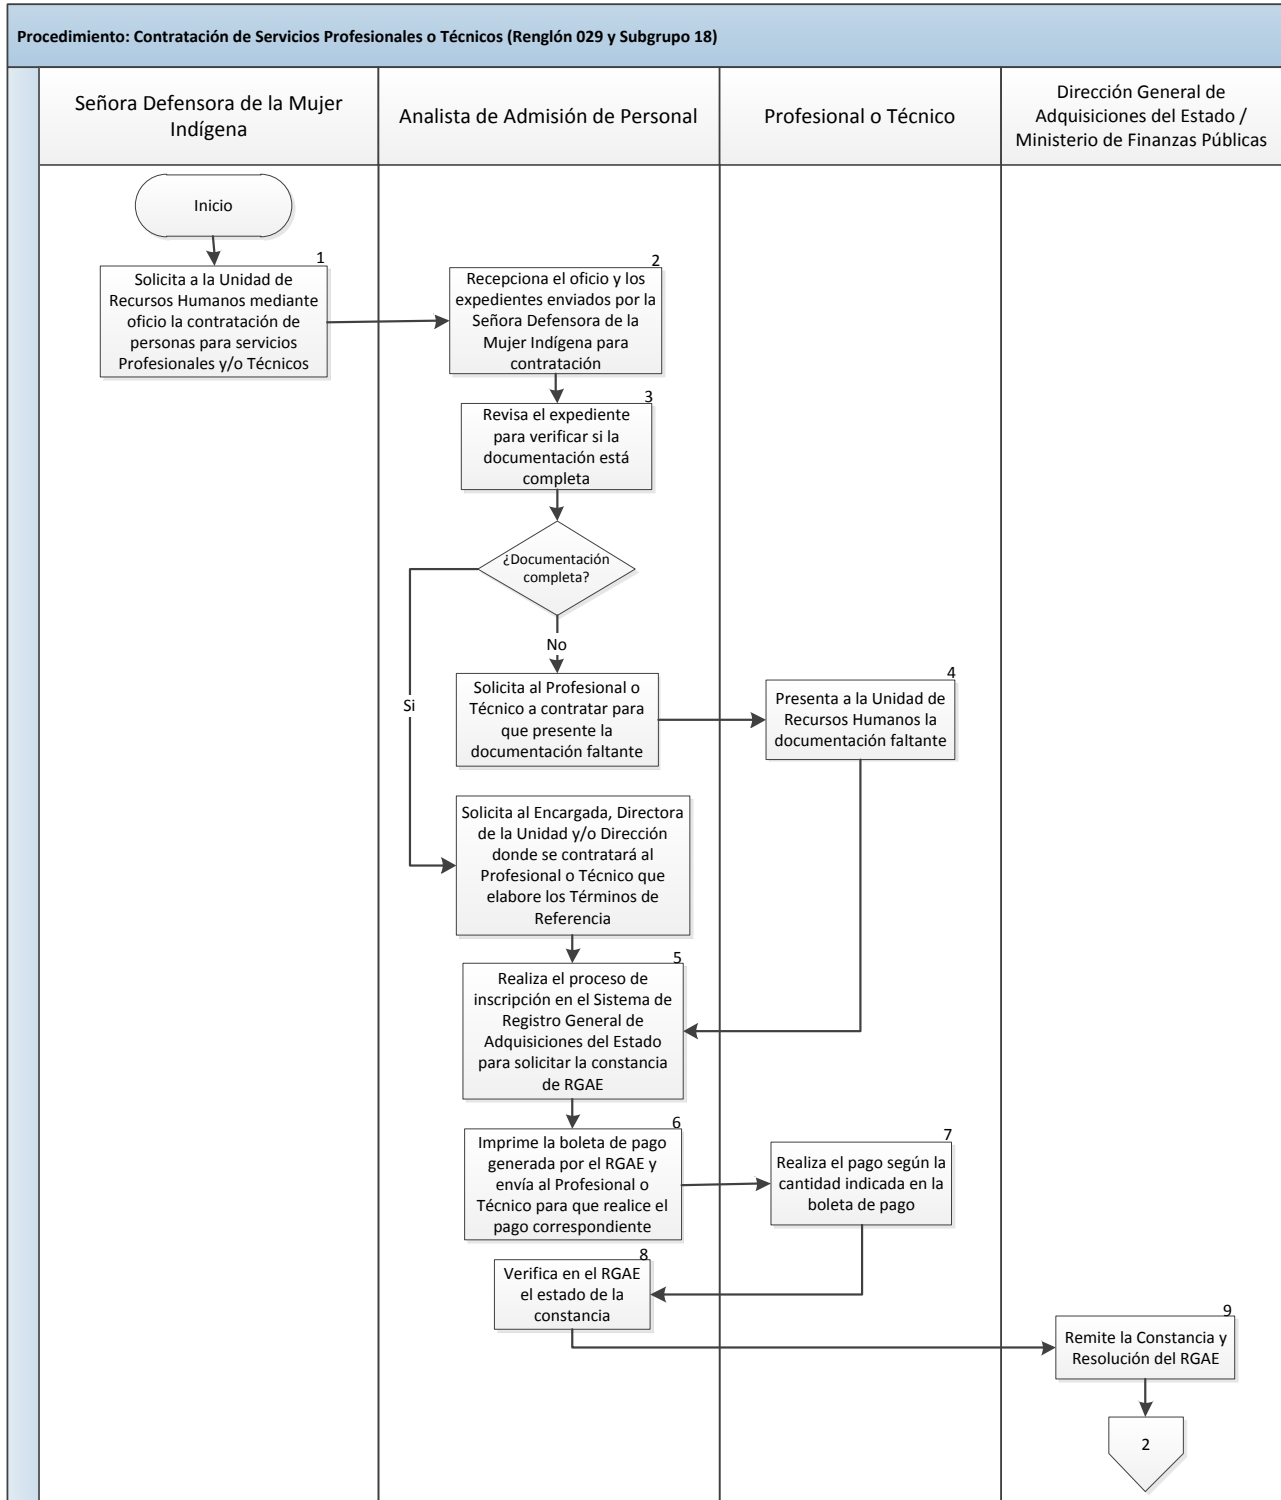 Procedimiento: Contratación de Servicios Profesionales o Técnicos (Renglón 029 y Subgrupo 18)
Señora Defensora de la Mujer
Indígena
Analista de Admisión de Personal
Profesional o Técnico
Dirección General de
Adquisiciones del Estado /
Ministerio de Finanzas Públicas
Inicio
1
Solicita a la Unidad de
Recursos Humanos mediante
oficio la contratación de
personas para servicios
Profesionales y/o Técnicos
2
Recepciona el oficio y los
expedientes enviados por la
Señora Defensora de la
Mujer Indígena para
contratación
3
Revisa el expediente
para verificar si la
documentación está
completa
¿Documentación
completa?
No
Si
Solicita al Profesional o
Técnico a contratar para
que presente la
documentación faltante
4
Presenta a la Unidad de
Recursos Humanos la
documentación faltante
Solicita al Encargada, Directora
de la Unidad y/o Dirección
donde se contratará al
Profesional o Técnico que
elabore los Términos de
Referencia
5
Realiza el proceso de
inscripción en el Sistema de
Registro General de
Adquisiciones del Estado
para solicitar la constancia
de RGAE
6
Imprime la boleta de pago
generada por el RGAE y
envía al Profesional o
Técnico para que realice el
pago correspondiente
7
Realiza el pago según la
cantidad indicada en la
boleta de pago
8
Verifica en el RGAE
el estado de la
constancia
9
Remite la Constancia y
Resolución del RGAE
2